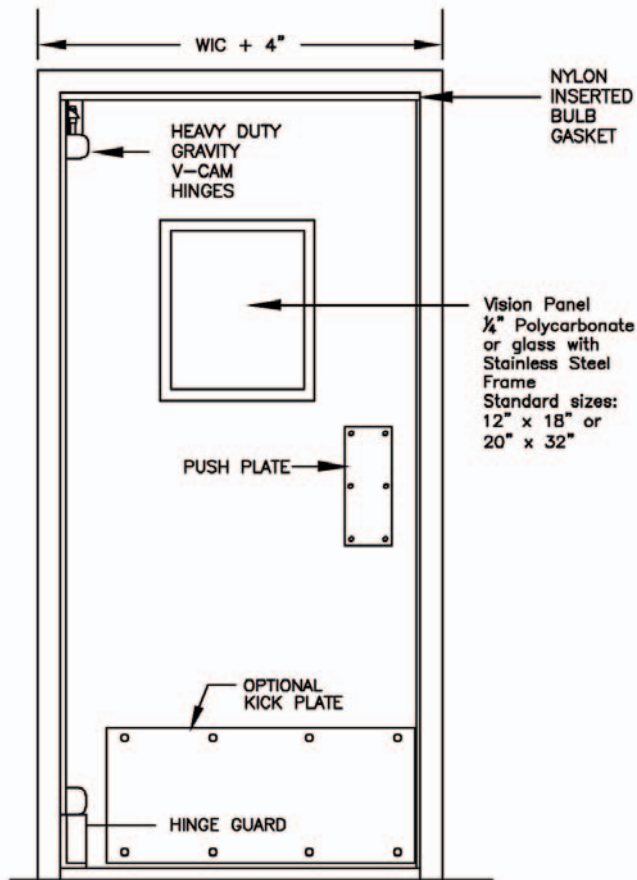 WIC + 4"
NYLON
INSERTED
BULB
GASKET
HEAVY DUTY
GRAVITY
V-CAM
HINGES
Vision Panel
¼" Polycarbonate
or glass with
Stainless Steel
Frame
Standard sizes:
12" x 18" or
20" x 32"
PUSH PLATE
OPTIONAL
KICK PLATE
HINGE GUARD